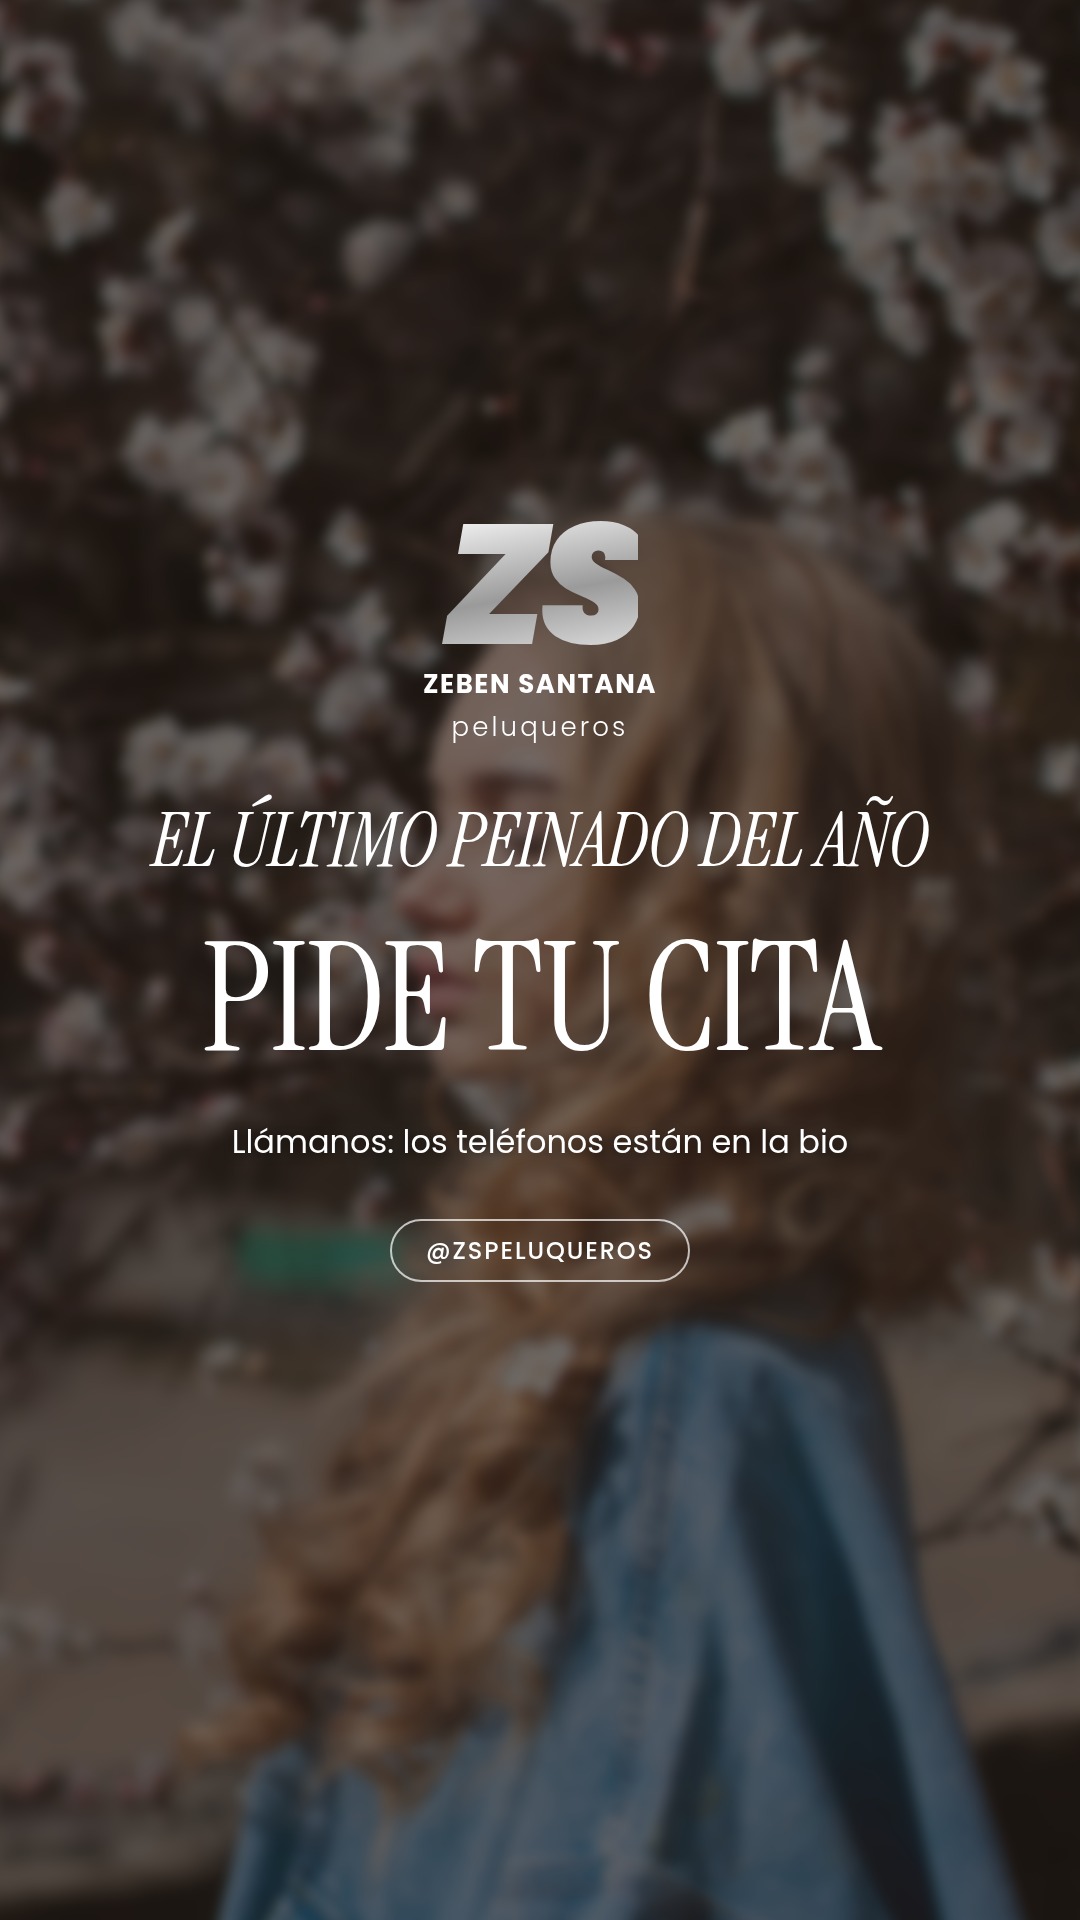 ZS
ZEBEN SANTANA
peluqueros
EL ÚLTIMO PEINADO DEL AÑO
PIDE TU CITA
Llámanos: los teléfonos están en la bio
@ZSPELUQUEROS